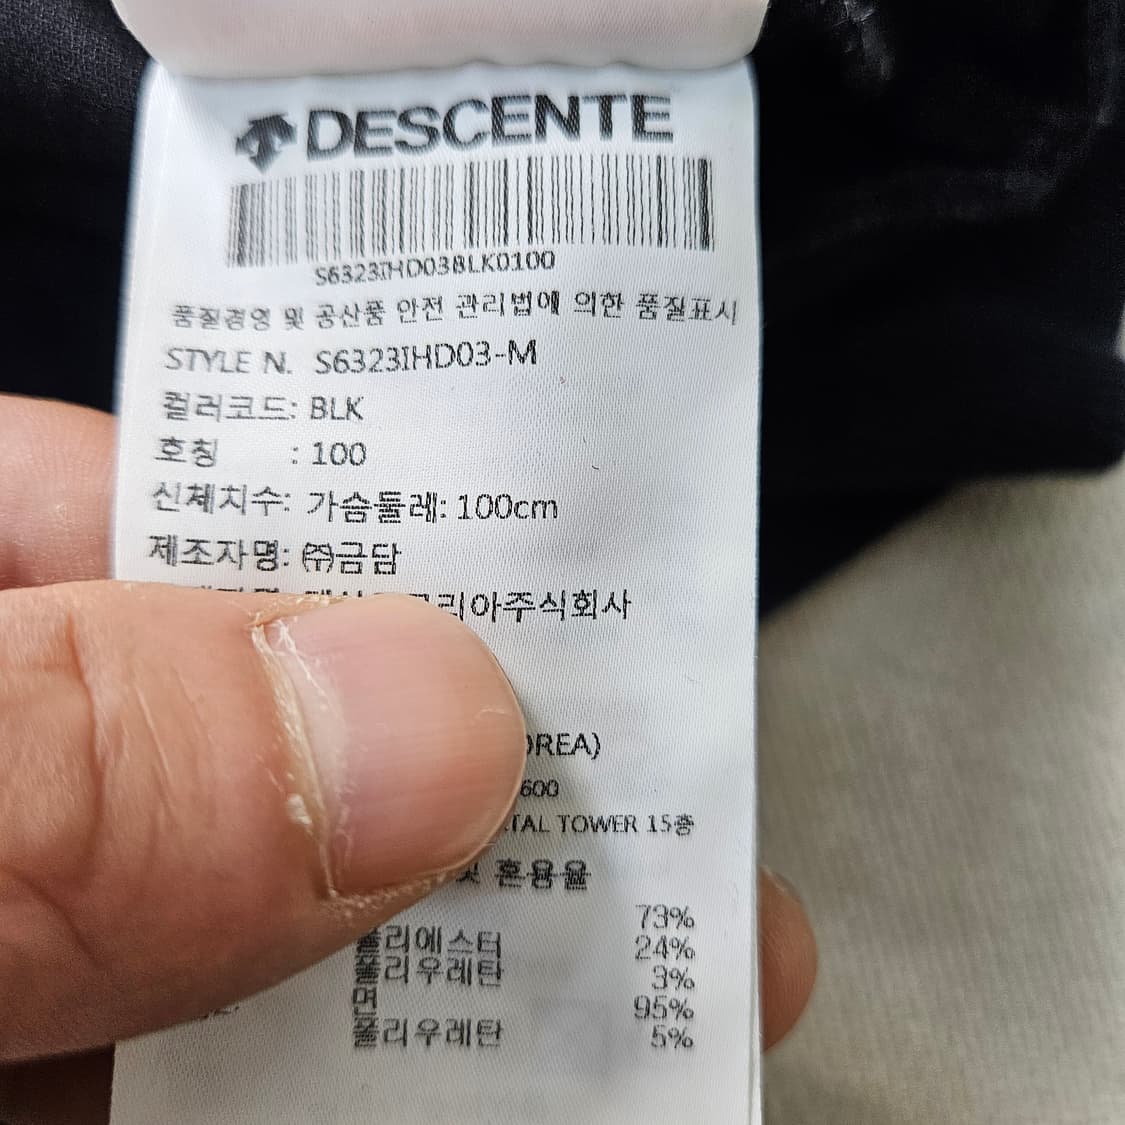 DESCENTE
S6323IHD03BLK0100
품질경영 및 공산품 안전 관리법에 의한 품질표시
STYLE N. S6323IHD03-M
컬러코드: BLK
호칭 : 100
신체치수: 가슴둘레: 100cm
제조자명: ㈜금담
리아주식회사
OREA)
600
TAL TOWER 15층
및 혼용율
73%
폴리에스터 24%
폴리우레탄 3%
면 95%
폴리우레탄 5%